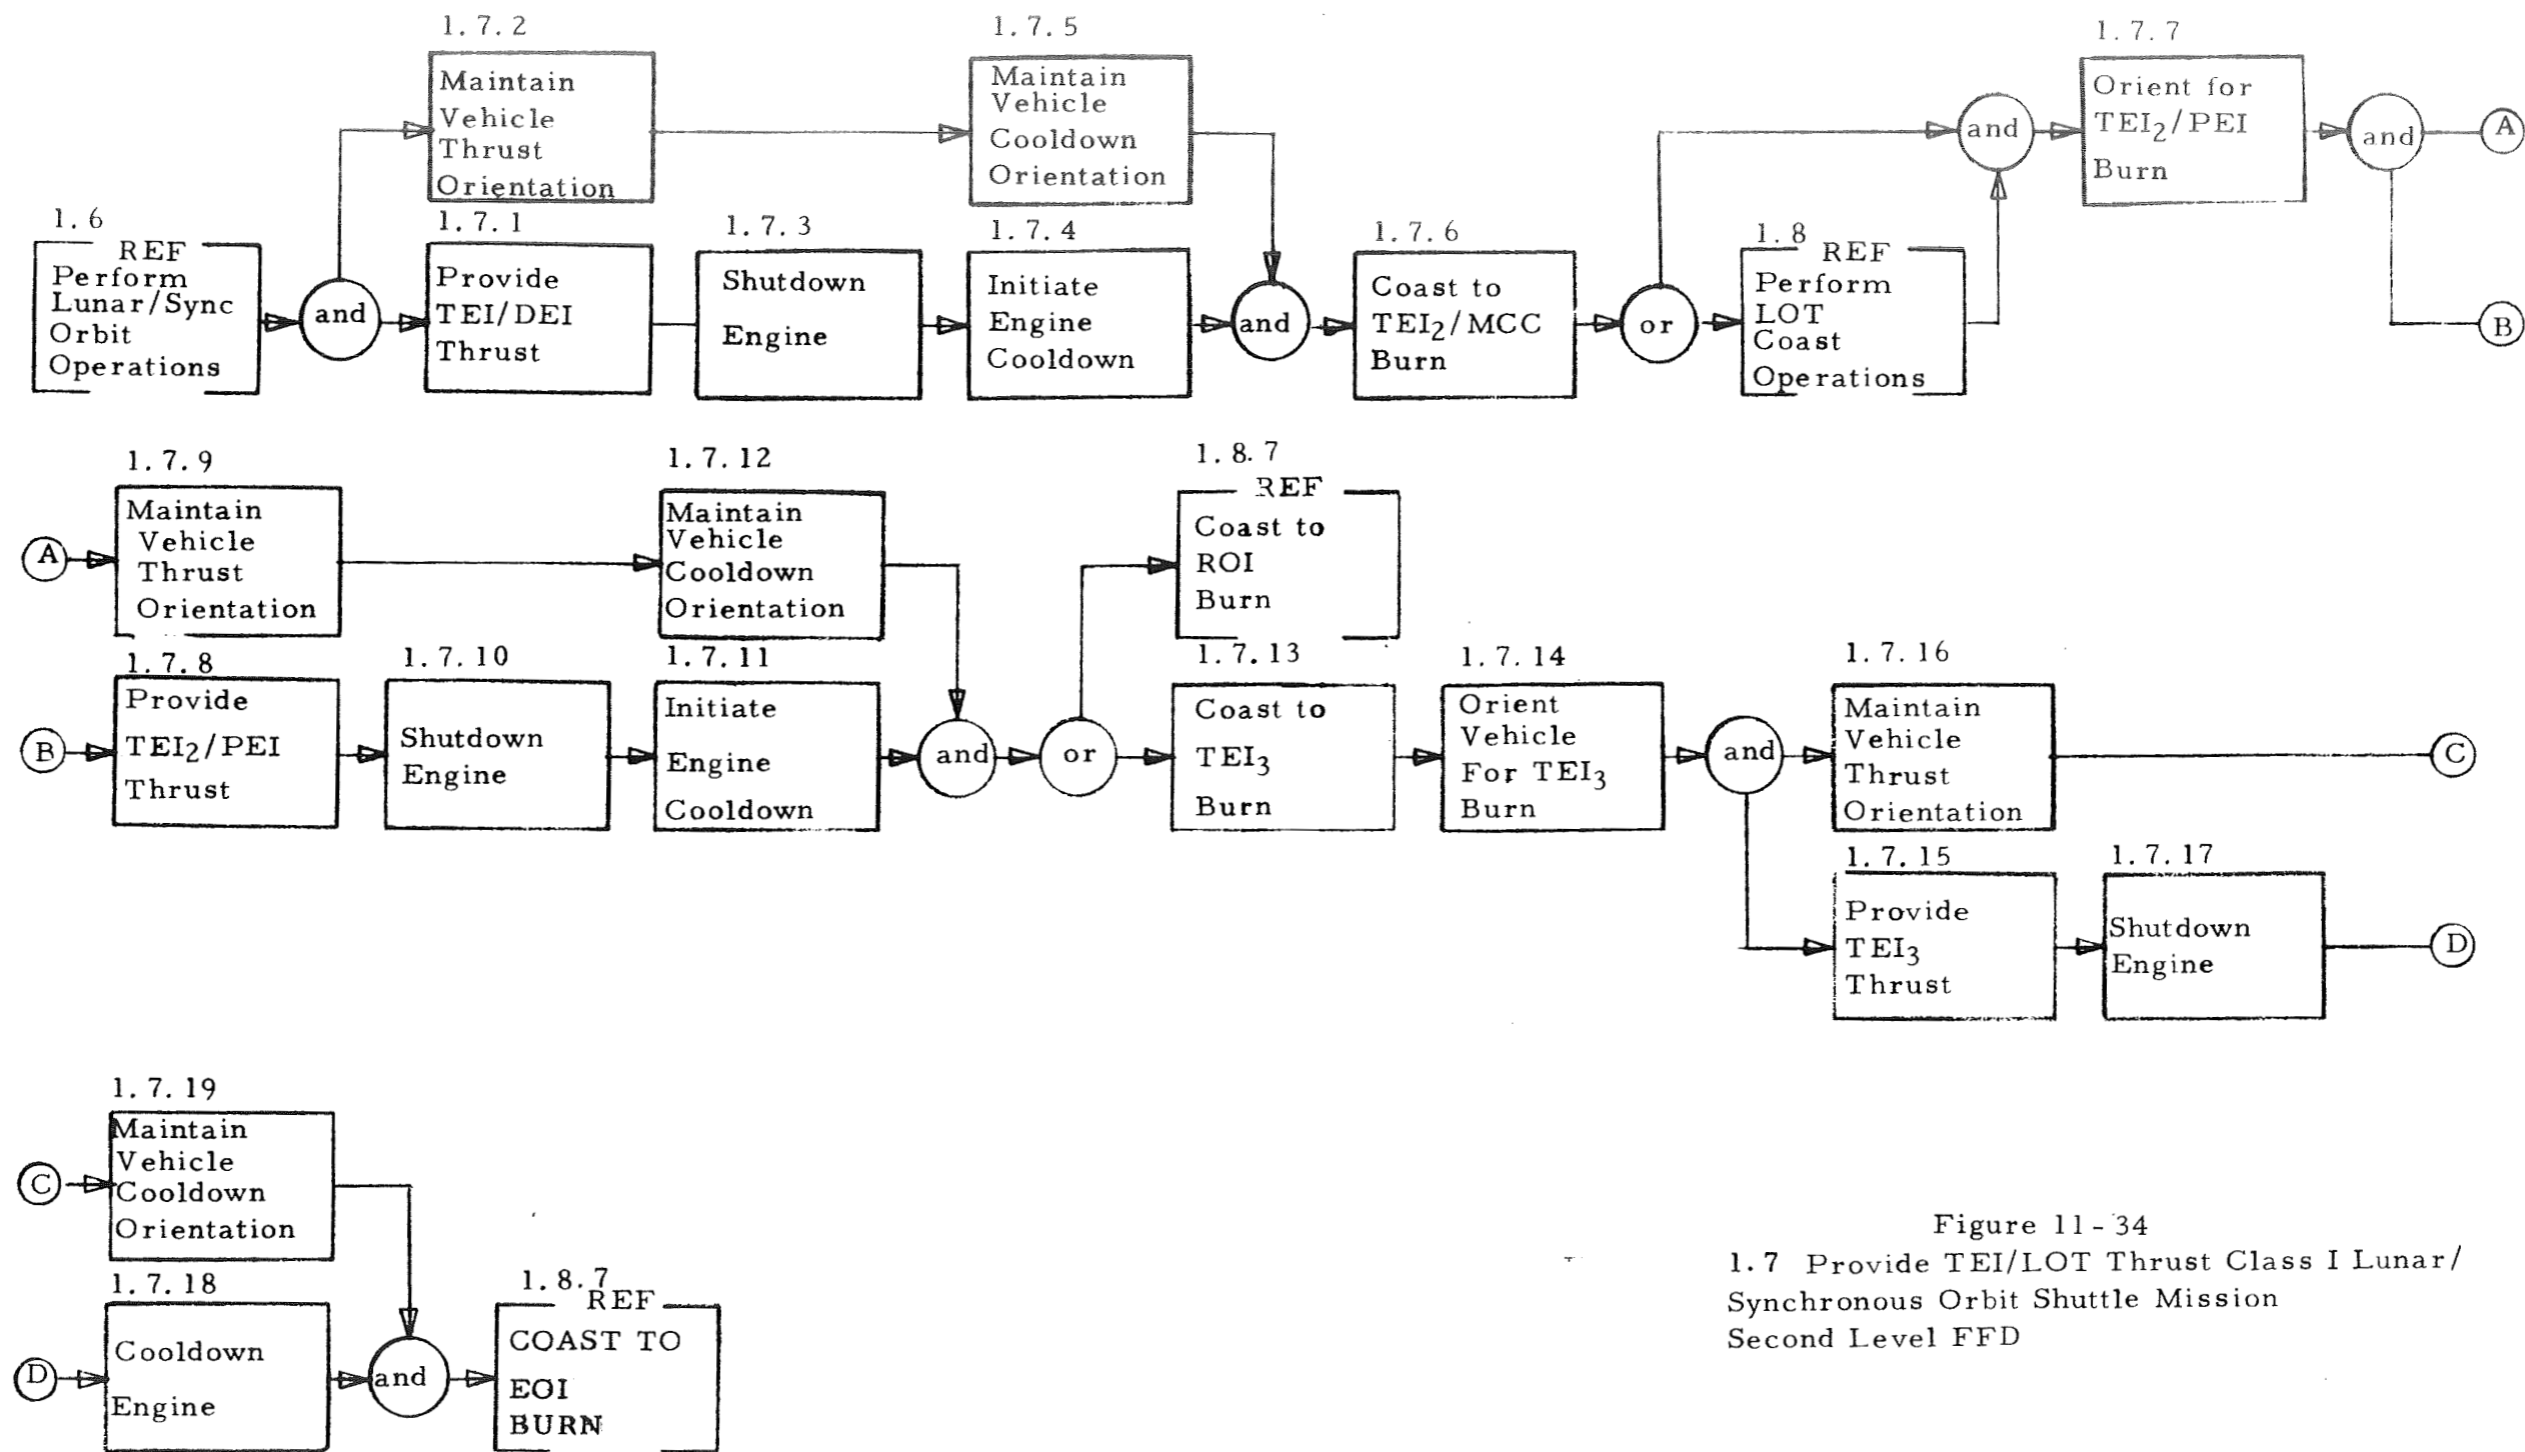 1.7.2
Maintain
Vehicle
Thrust
Orientation
1.7.5
Maintain
Vehicle
Cooldown
Orientation
1.7.7
Orient for
TEI2/PEI
Burn
and
and
A
1.6
REF
Perform
Lunar/Sync
Orbit
Operations
and
1.7.1
Provide
TEI/DEI
Thrust
1.7.3
Shutdown
Engine
1.7.4
Initiate
Engine
Cooldown
and
1.7.6
Coast to
TEI2/MCC
Burn
or
1.8
REF
Perform
LOT
Coast
Operations
B
1.7.9
A
Maintain
Vehicle
Thrust
Orientation
1.7.12
Maintain
Vehicle
Cooldown
Orientation
1.8.7
REF
Coast to
ROI
Burn
1.7.8
B
Provide
TEI2/PEI
Thrust
1.7.10
Shutdown
Engine
1.7.11
Initiate
Engine
Cooldown
and
or
1.7.13
Coast to
TEI3
Burn
1.7.14
Orient
Vehicle
For TEI3
Burn
and
1.7.16
Maintain
Vehicle
Thrust
Orientation
C
1.7.15
Provide
TEI3
Thrust
1.7.17
Shutdown
Engine
D
1.7.19
C
Maintain
Vehicle
Cooldown
Orientation
1.7.18
D
Cooldown
Engine
and
1.8.7
REF
COAST TO
EOI
BURN
Figure 11-34
1.7 Provide TEI/LOT Thrust Class I Lunar/
Synchronous Orbit Shuttle Mission
Second Level FFD